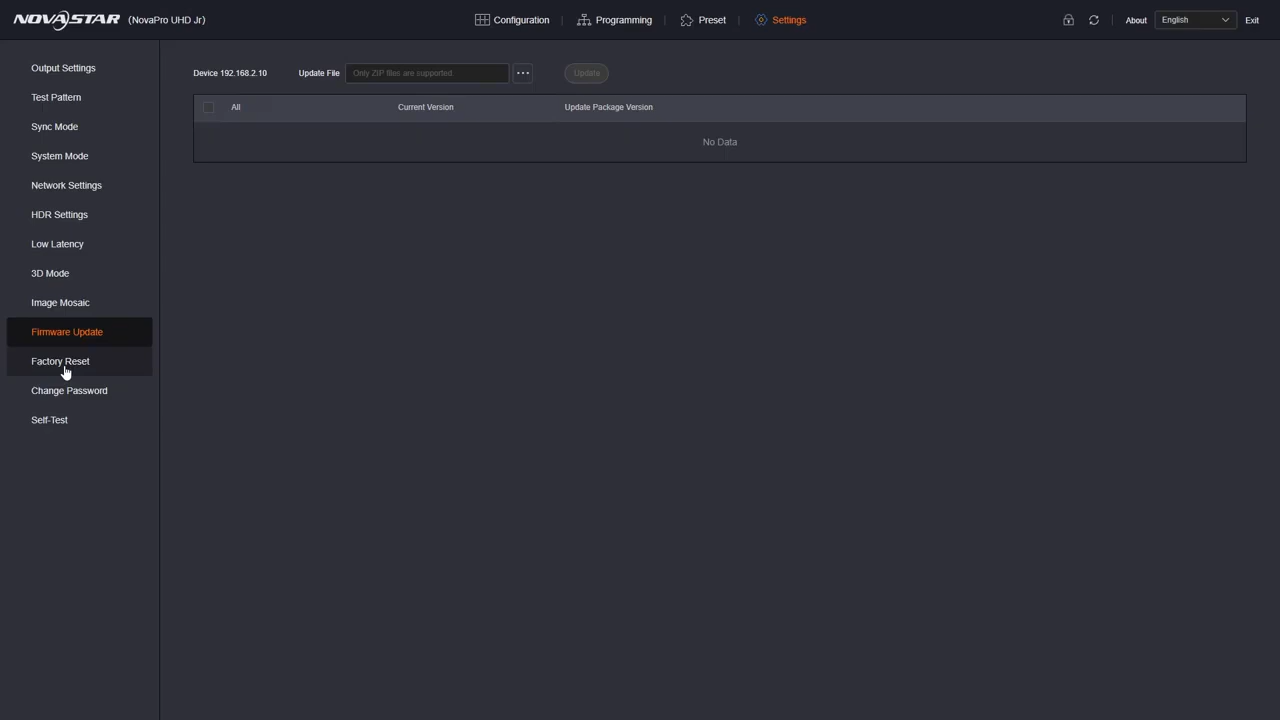 NOVASTAR (NovaPro UHD Jr) Configuration Programming Preset Settings About English Exit
Output Settings
Test Pattern
Sync Mode
System Mode
Network Settings
HDR Settings
Low Latency
3D Mode
Image Mosaic
Firmware Update
Factory Reset
Change Password
Self-Test
Device 192.168.2.10 Update File Only ZIP files are supported. ... Update
All Current Version Update Package Version
No Data